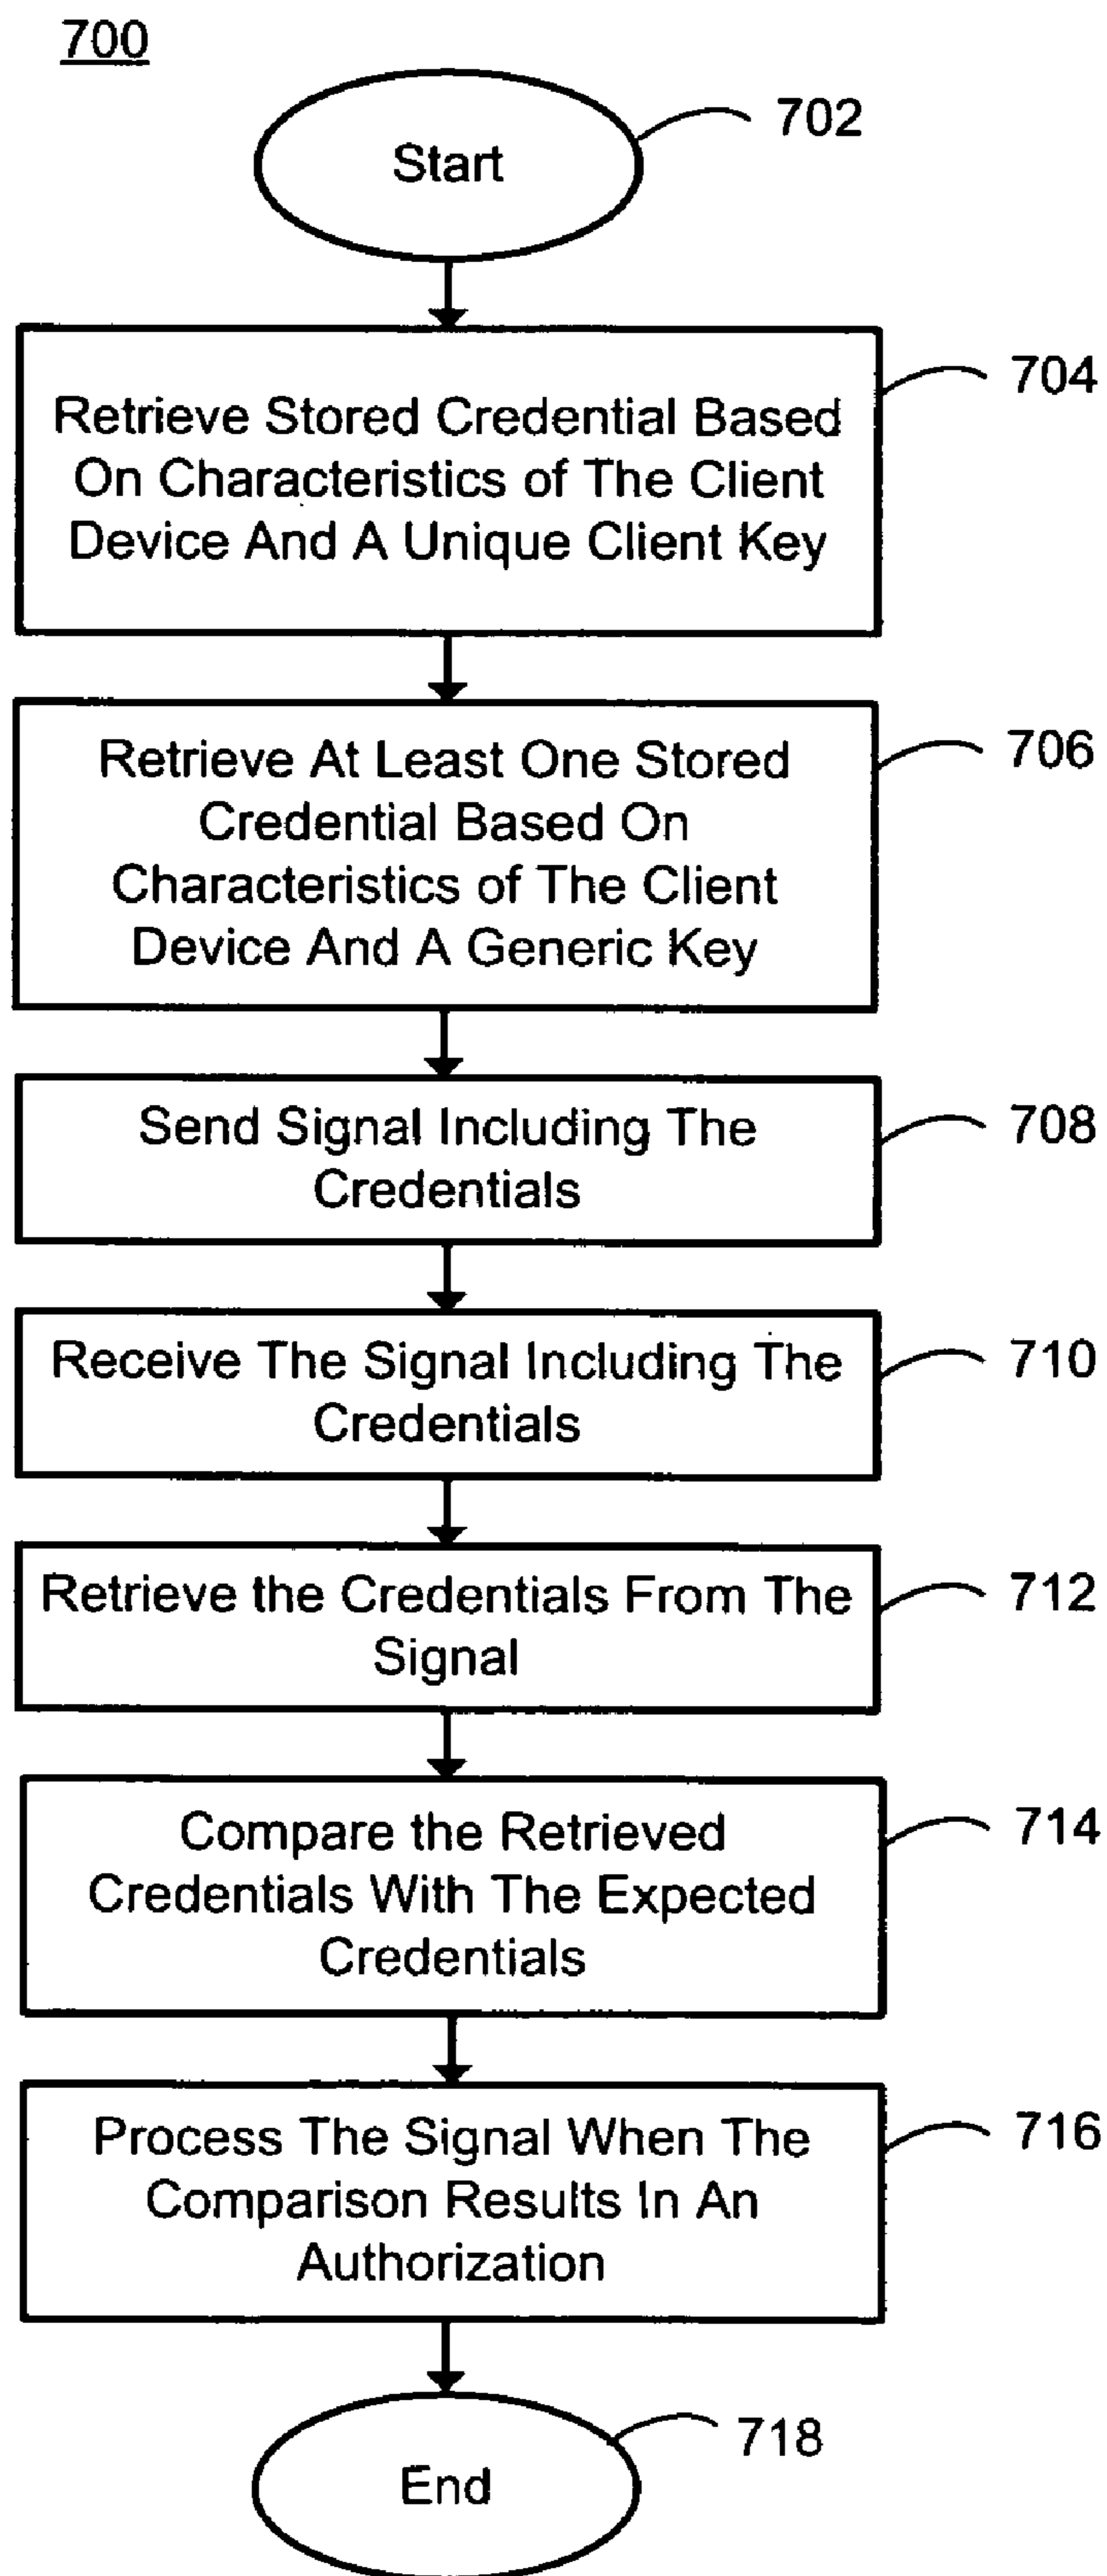 700
Start
702
Retrieve Stored Credential Based
On Characteristics of The Client
Device And A Unique Client Key
704
Retrieve At Least One Stored
Credential Based On
Characteristics of The Client
Device And A Generic Key
706
Send Signal Including The
Credentials
708
Receive The Signal Including The
Credentials
710
Retrieve the Credentials From The
Signal
712
Compare the Retrieved
Credentials With The Expected
Credentials
714
Process The Signal When The
Comparison Results In An
Authorization
716
End
718